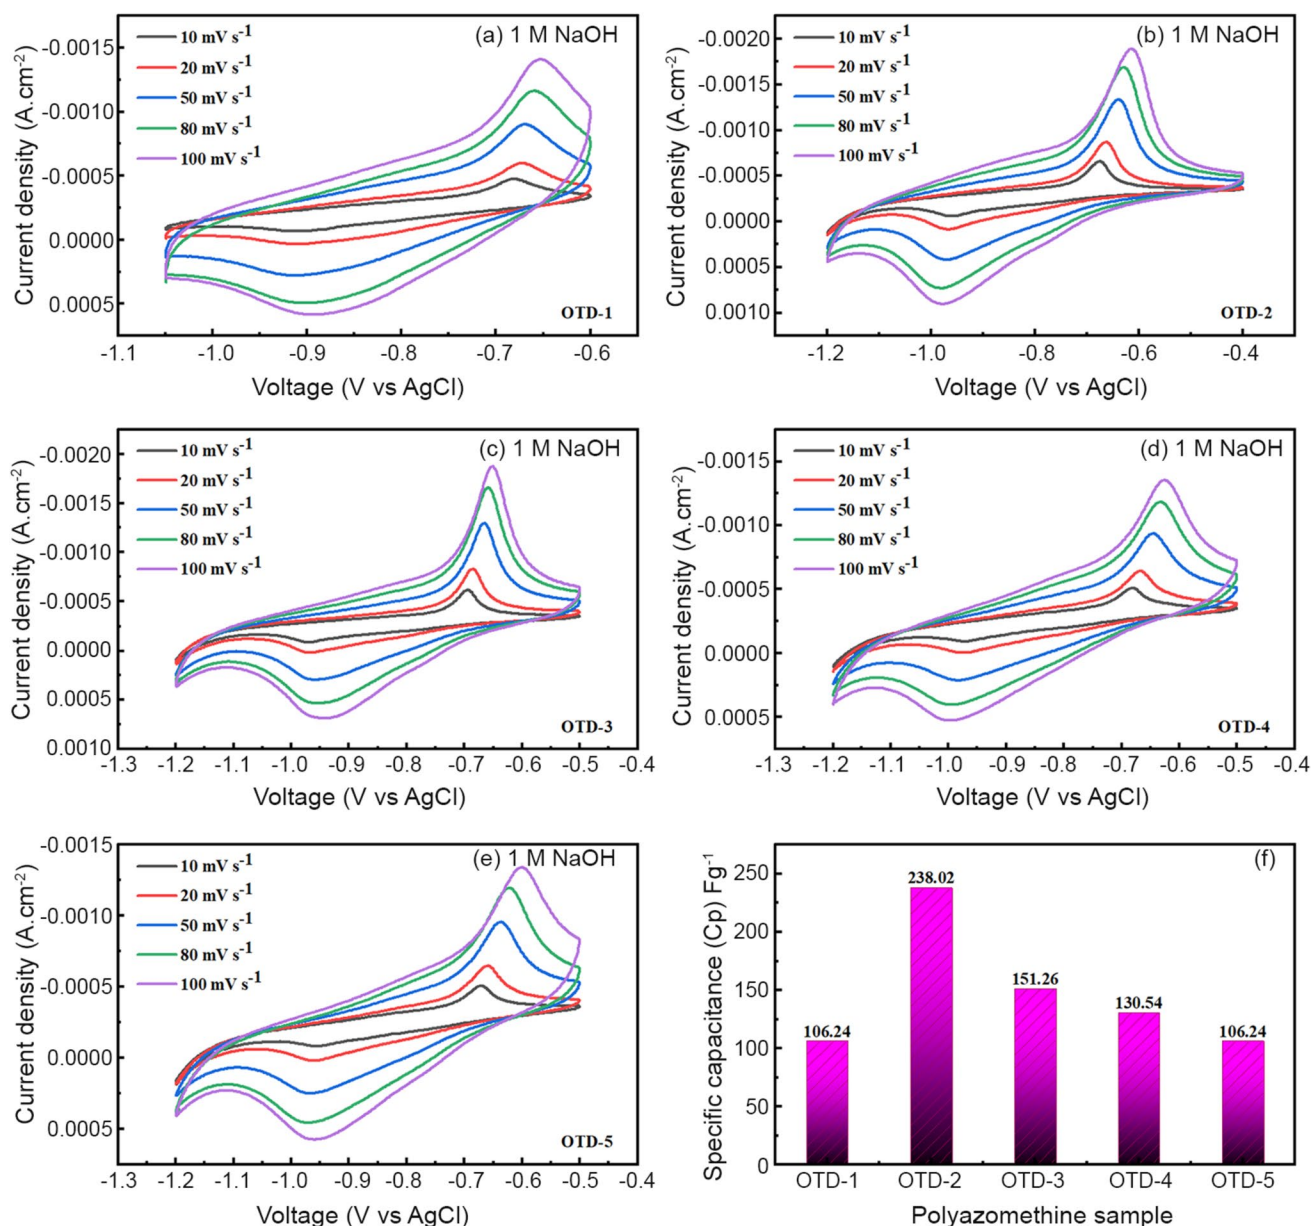 (a) 1 M NaOH
10 mV s-1
20 mV s-1
50 mV s-1
80 mV s-1
100 mV s-1
-0.0015
-0.0010
-0.0005
0.0000
0.0005
Current density (A.cm-2)
OTD-1
-1.1 -1.0 -0.9 -0.8 -0.7 -0.6 -0.5
Voltage (V vs AgCl)
(b) 1 M NaOH
10 mV s-1
20 mV s-1
50 mV s-1
80 mV s-1
100 mV s-1
-0.0020
-0.0015
-0.0010
-0.0005
0.0000
0.0005
0.0010
Current density (A.cm-2)
OTD-2
-1.2 -1.0 -0.8 -0.6 -0.4
Voltage (V vs AgCl)
(c) 1 M NaOH
10 mV s-1
20 mV s-1
50 mV s-1
80 mV s-1
100 mV s-1
-0.0020
-0.0015
-0.0010
-0.0005
0.0000
0.0005
0.0010
Current density (A.cm-2)
OTD-3
-1.3 -1.2 -1.1 -1.0 -0.9 -0.8 -0.7 -0.6 -0.5 -0.4
Voltage (V vs AgCl)
(d) 1 M NaOH
10 mV s-1
20 mV s-1
50 mV s-1
80 mV s-1
100 mV s-1
-0.0015
-0.0010
-0.0005
0.0000
0.0005
Current density (A.cm-2)
OTD-4
-1.3 -1.2 -1.1 -1.0 -0.9 -0.8 -0.7 -0.6 -0.5 -0.4
Voltage (V vs AgCl)
(e) 1 M NaOH
10 mV s-1
20 mV s-1
50 mV s-1
80 mV s-1
100 mV s-1
-0.0015
-0.0010
-0.0005
0.0000
0.0005
Current density (A.cm-2)
OTD-5
-1.3 -1.2 -1.1 -1.0 -0.9 -0.8 -0.7 -0.6 -0.5 -0.4
Voltage (V vs AgCl)
(f)
250
200
150
100
50
0
Specific capacitance (Cp) Fg-1
106.24
238.02
151.26
130.54
106.24
OTD-1 OTD-2 OTD-3 OTD-4 OTD-5
Polyazomethine sample